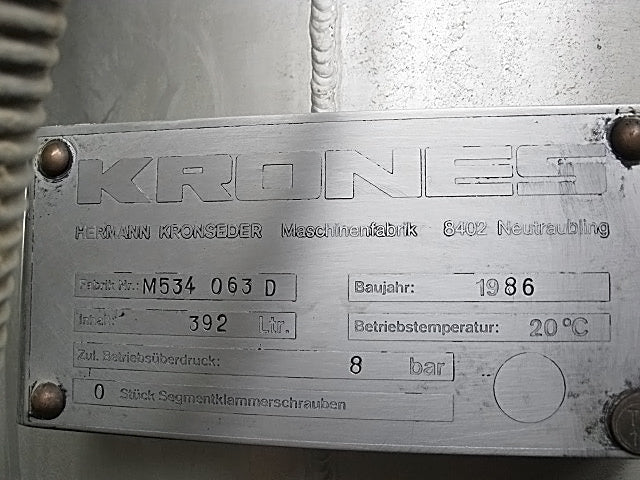 KRONES
HERMANN KRONSEDER Maschinenfabrik 8402 Neutraubling
Fabrik Nr.: M534 063 D Baujahr: 1986
Inhalt: 392 Ltr. Betriebstemperatur: 20°C
Zul. Betriebsüberdruck: 8 bar
0 Stück Segmentklammerschrauben